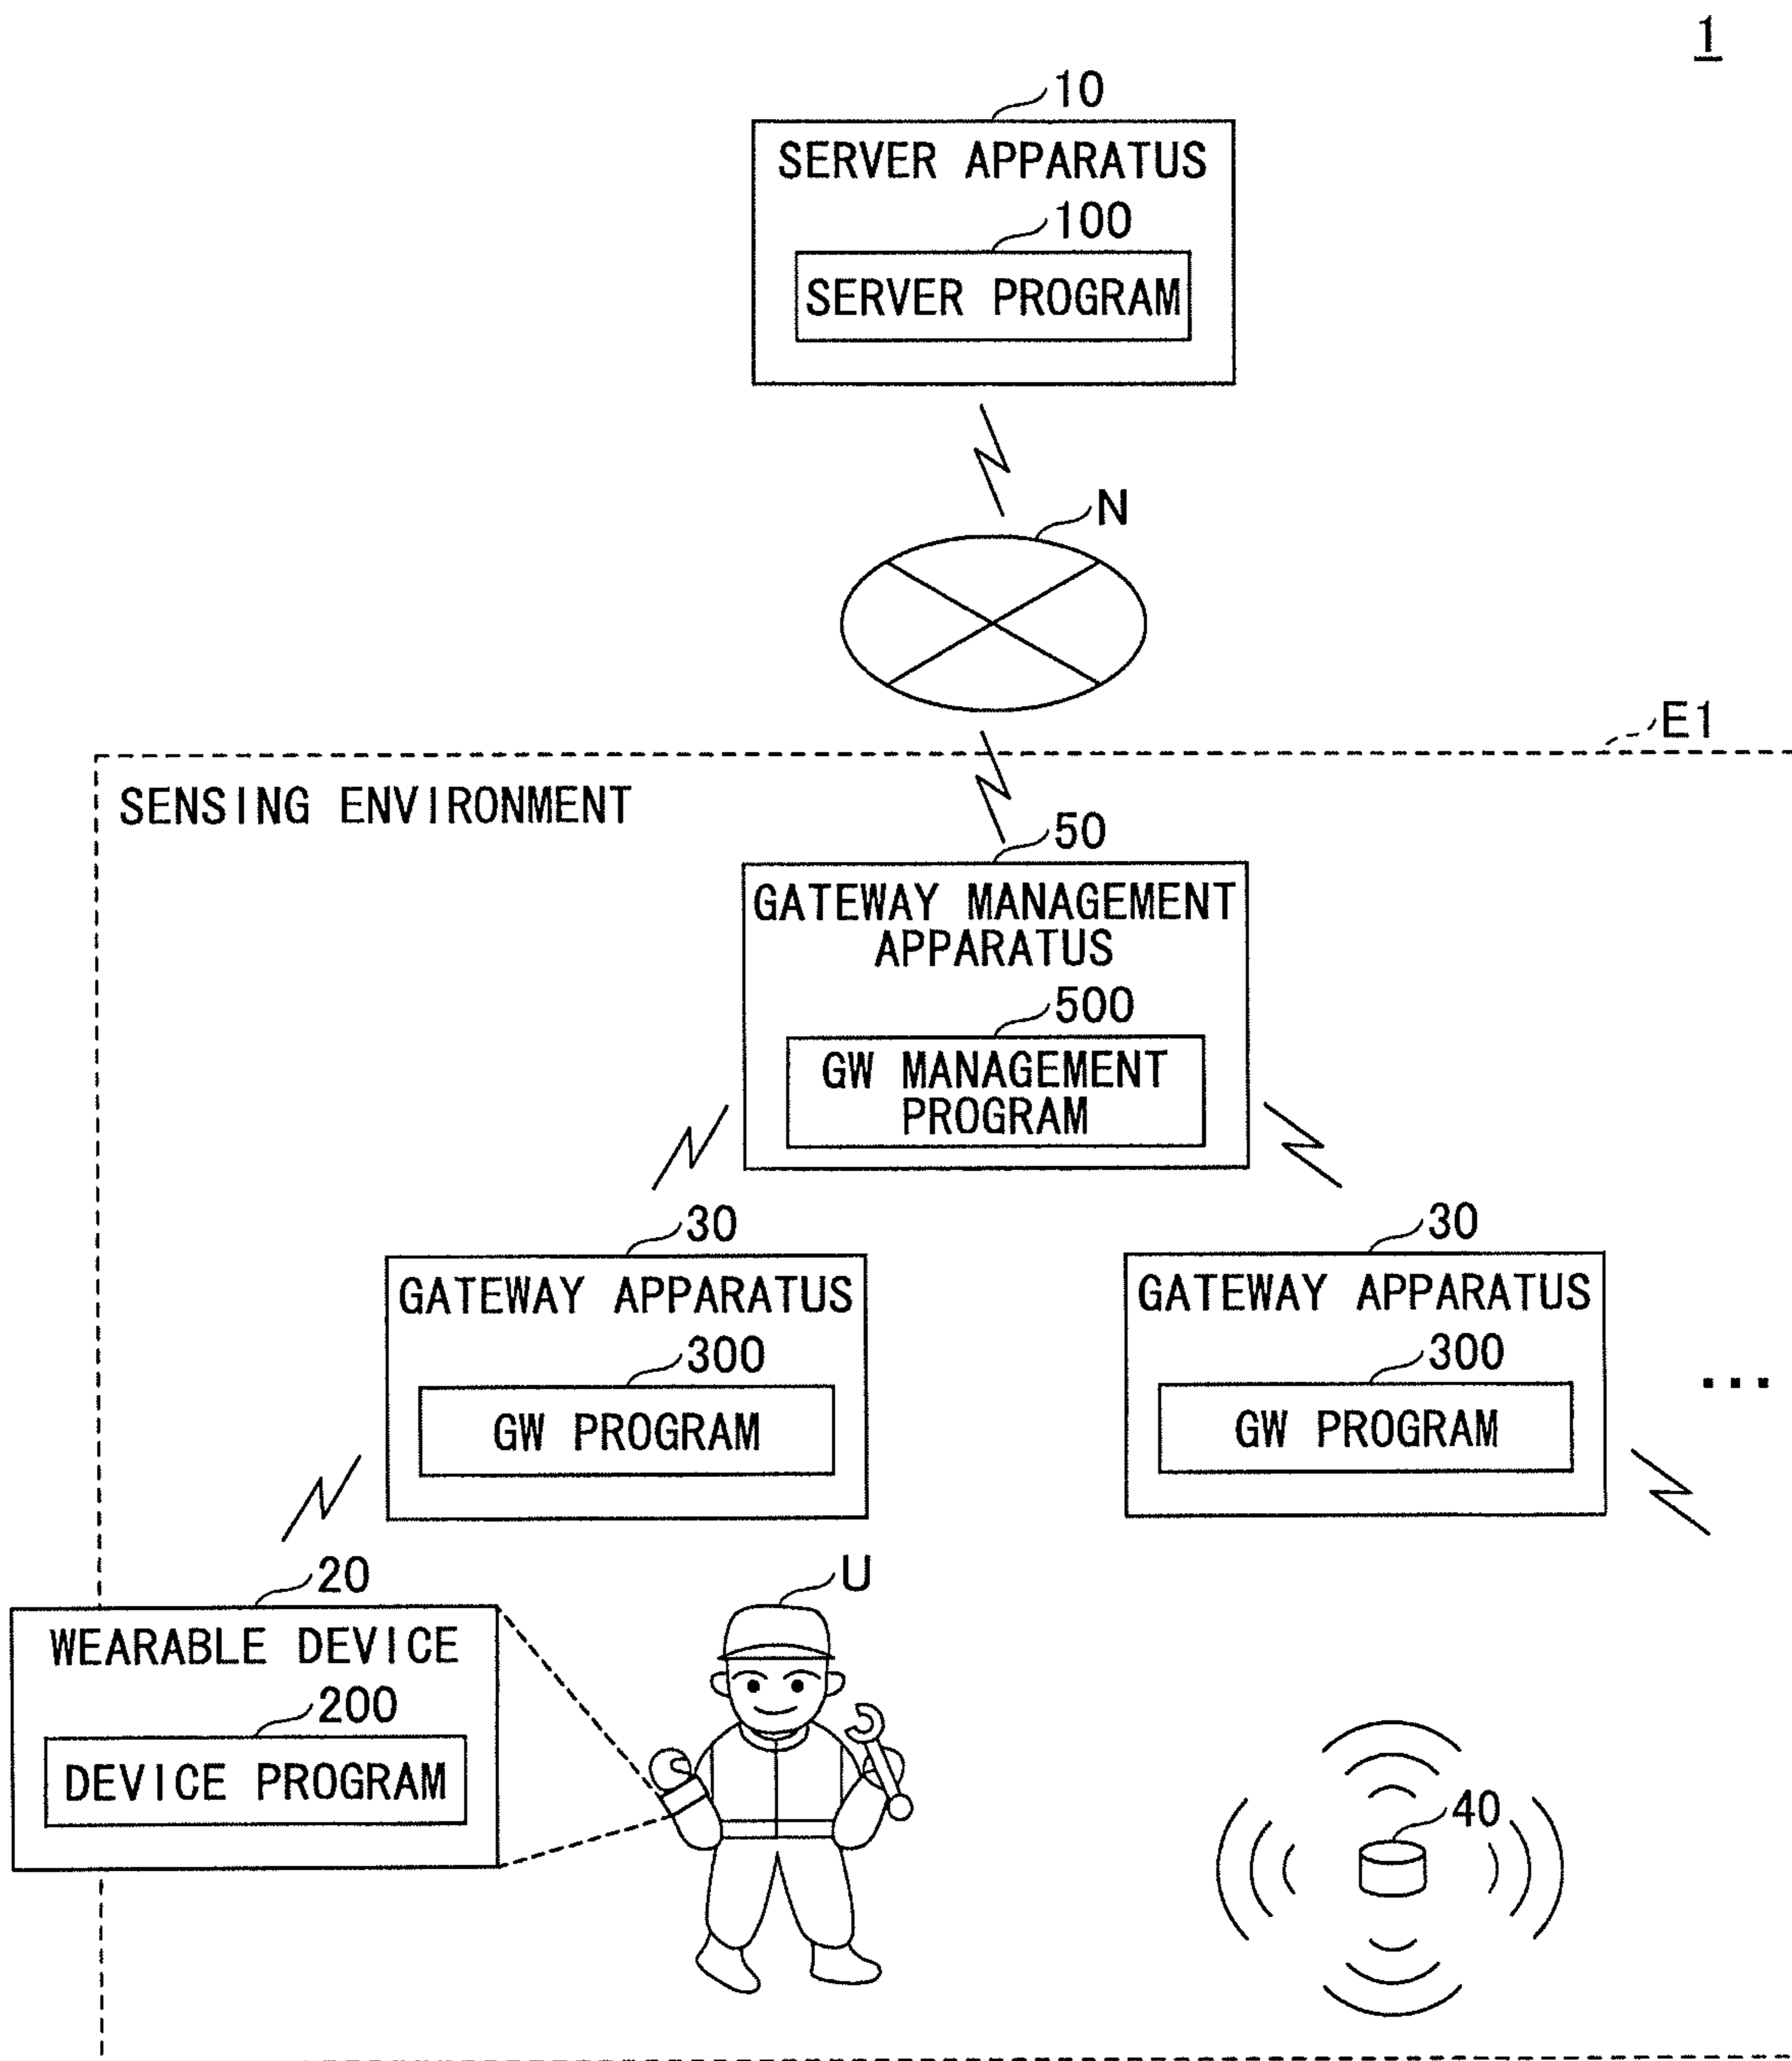 1
10
SERVER APPARATUS
100
SERVER PROGRAM
N
E1
SENSING ENVIRONMENT
50
GATEWAY MANAGEMENT
APPARATUS
500
GW MANAGEMENT
PROGRAM
30
GATEWAY APPARATUS
300
GW PROGRAM
30
GATEWAY APPARATUS
300
GW PROGRAM
...
20
WEARABLE DEVICE
200
DEVICE PROGRAM
U
40